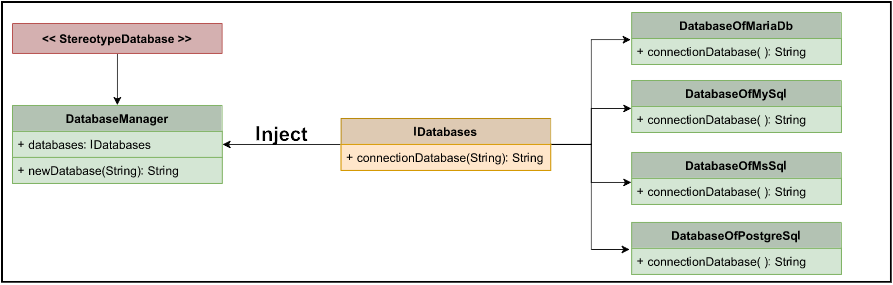 << StereotypeDatabase >>
DatabaseManager
+ databases: IDatabases
+ newDatabase(String): String
Inject
IDatabases
+ connectionDatabase(String): String
DatabaseOfMariaDb
+ connectionDatabase( ): String
DatabaseOfMySql
+ connectionDatabase( ): String
DatabaseOfMsSql
+ connectionDatabase( ): String
DatabaseOfPostgreSql
+ connectionDatabase( ): String